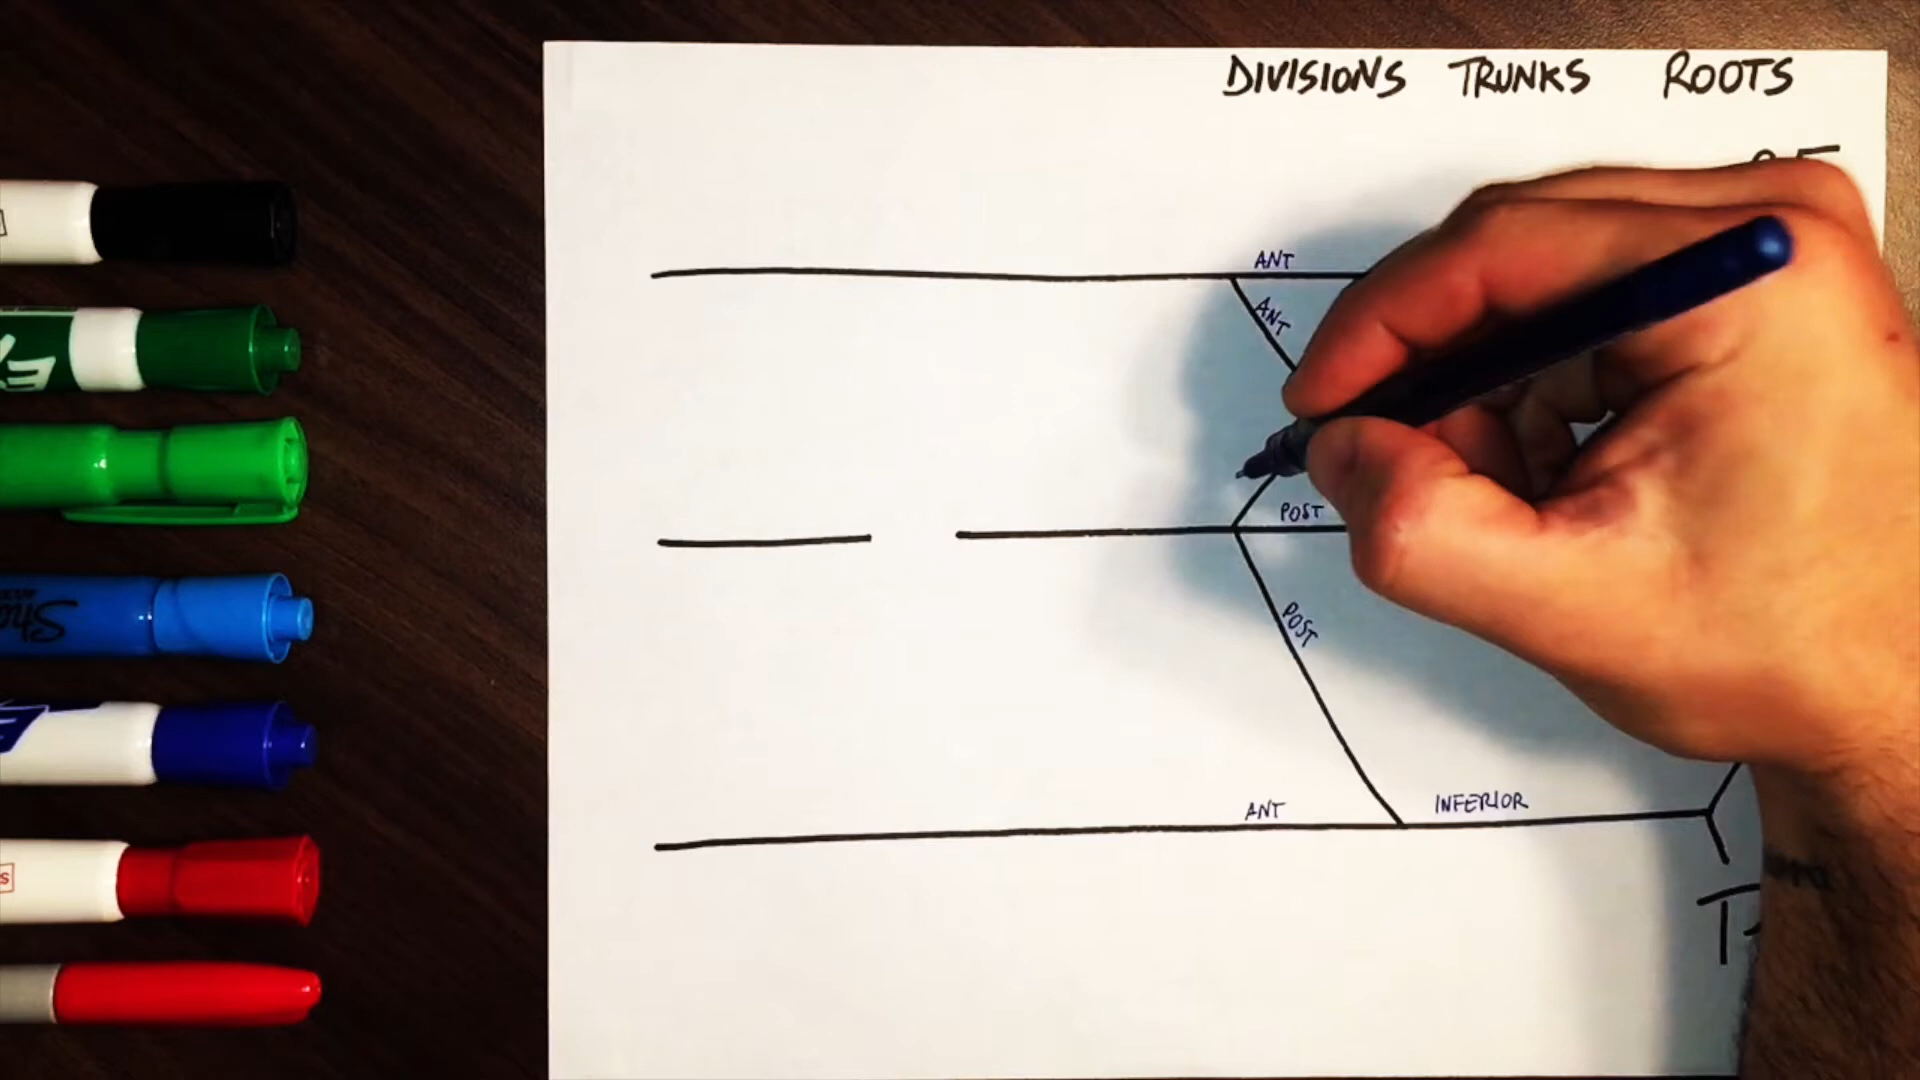 DIVISIONS TRUNKS ROOTS
ANT
ANT
POST
POST
ANT
INFERIOR